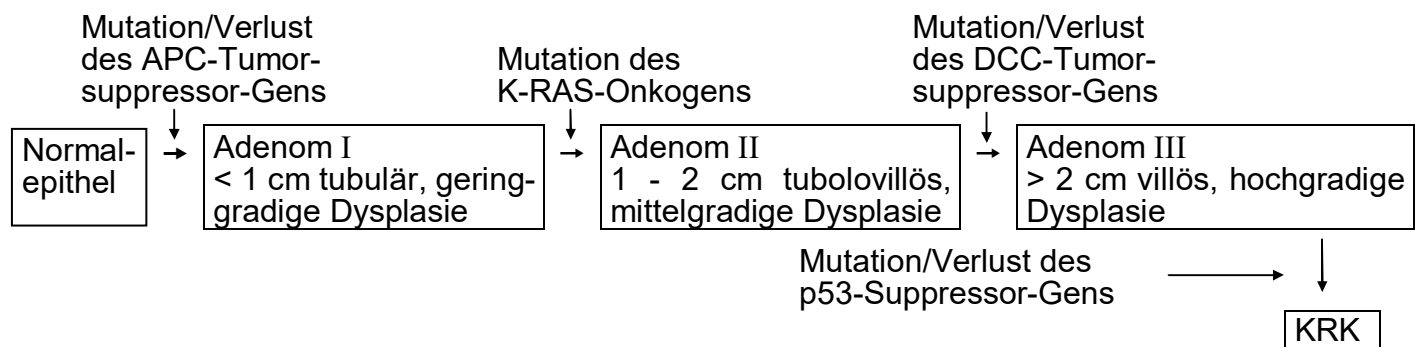 Mutation/Verlust
des APC-Tumor-
suppressor-Gens
Mutation des
K-RAS-Onkogens
Mutation/Verlust
des DCC-Tumor-
suppressor-Gens
Normal-
epithel
Adenom I
< 1 cm tubulär, gering-
gradige Dysplasie
Adenom II
1 - 2 cm tubolovillös,
mittelgradige Dysplasie
Adenom III
> 2 cm villös, hochgradige
Dysplasie
Mutation/Verlust des
p53-Suppressor-Gens
KRK